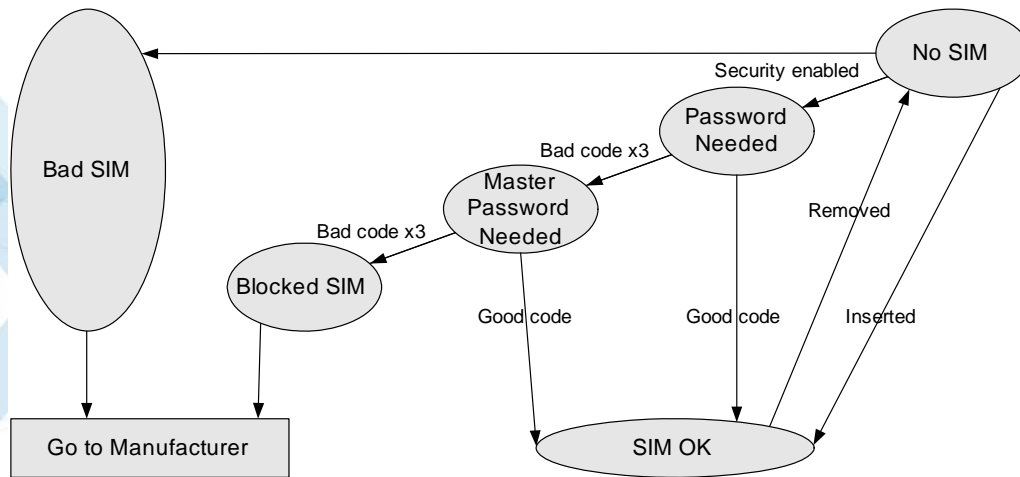 No SIM
Security enabled
Password
Needed
Bad SIM
Bad code x3
Master
Password
Needed
Removed
Bad code x3
Blocked SIM
Good code
Good code
Inserted
Go to Manufacturer
SIM OK